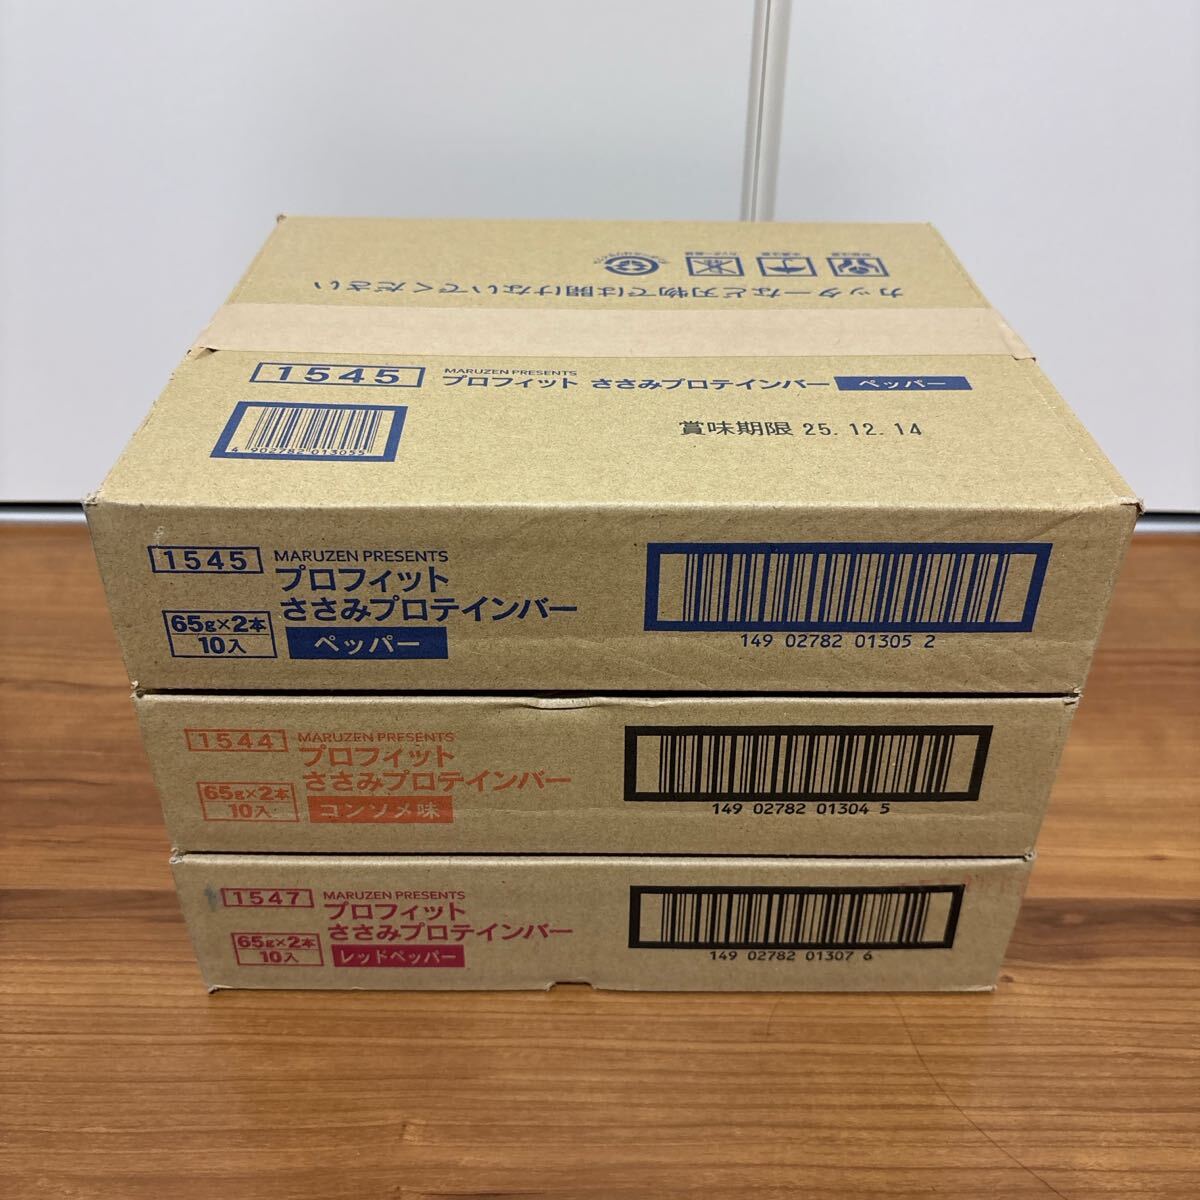 カッターなど刃物では開けないでください
1545
MARUZEN PRESENTS
プロフィット ささみプロテインバー ペッパー
4 902782 013055
賞味期限 25.12.14
1545
MARUZEN PRESENTS
プロフィット
ささみプロテインバー
65g×2本
10入
ペッパー
149 02782 01305 2
1544
MARUZEN PRESENTS
プロフィット
ささみプロテインバー
65g×2本
10入
コンソメ味
149 02782 01304 5
1547
MARUZEN PRESENTS
プロフィット
ささみプロテインバー
65g×2本
10入
レッドペッパー
149 02782 01307 6